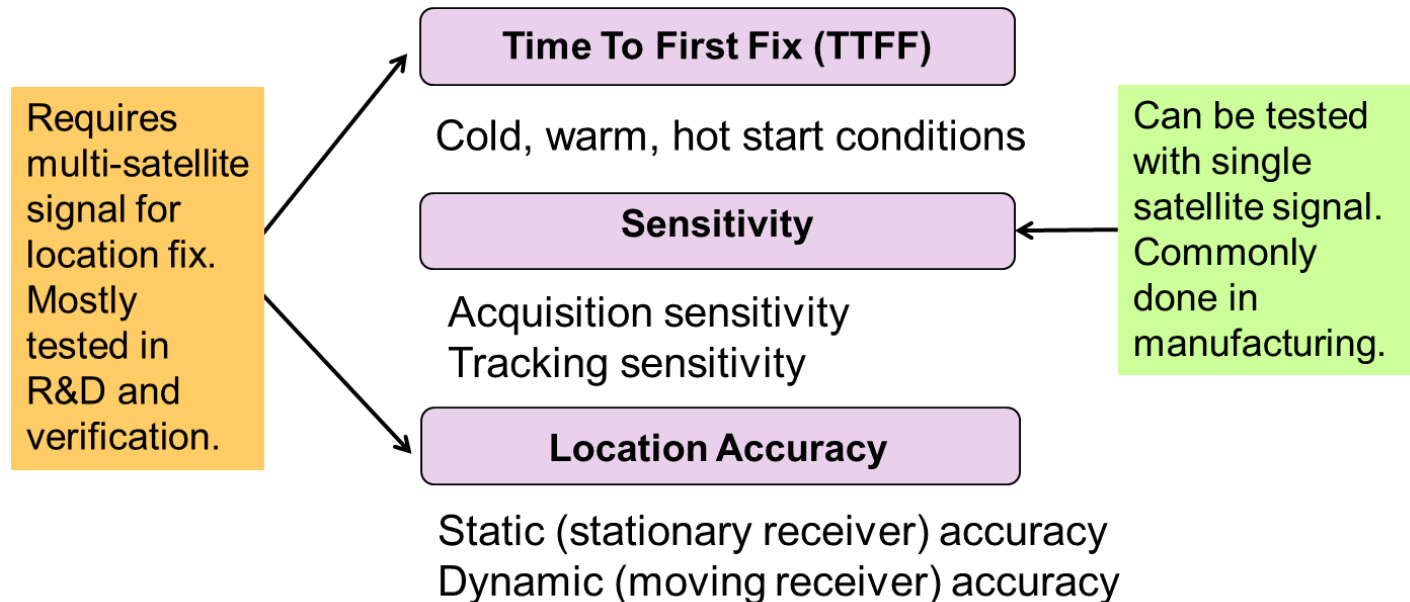 Time To First Fix (TTFF)
Requires
multi-satellite
signal for
location fix.
Mostly
tested in
R&D and
verification.
Cold, warm, hot start conditions
Can be tested
with single
satellite signal.
Commonly
done in
manufacturing.
Sensitivity
Acquisition sensitivity
Tracking sensitivity
Location Accuracy
Static (stationary receiver) accuracy
Dynamic (moving receiver) accuracy